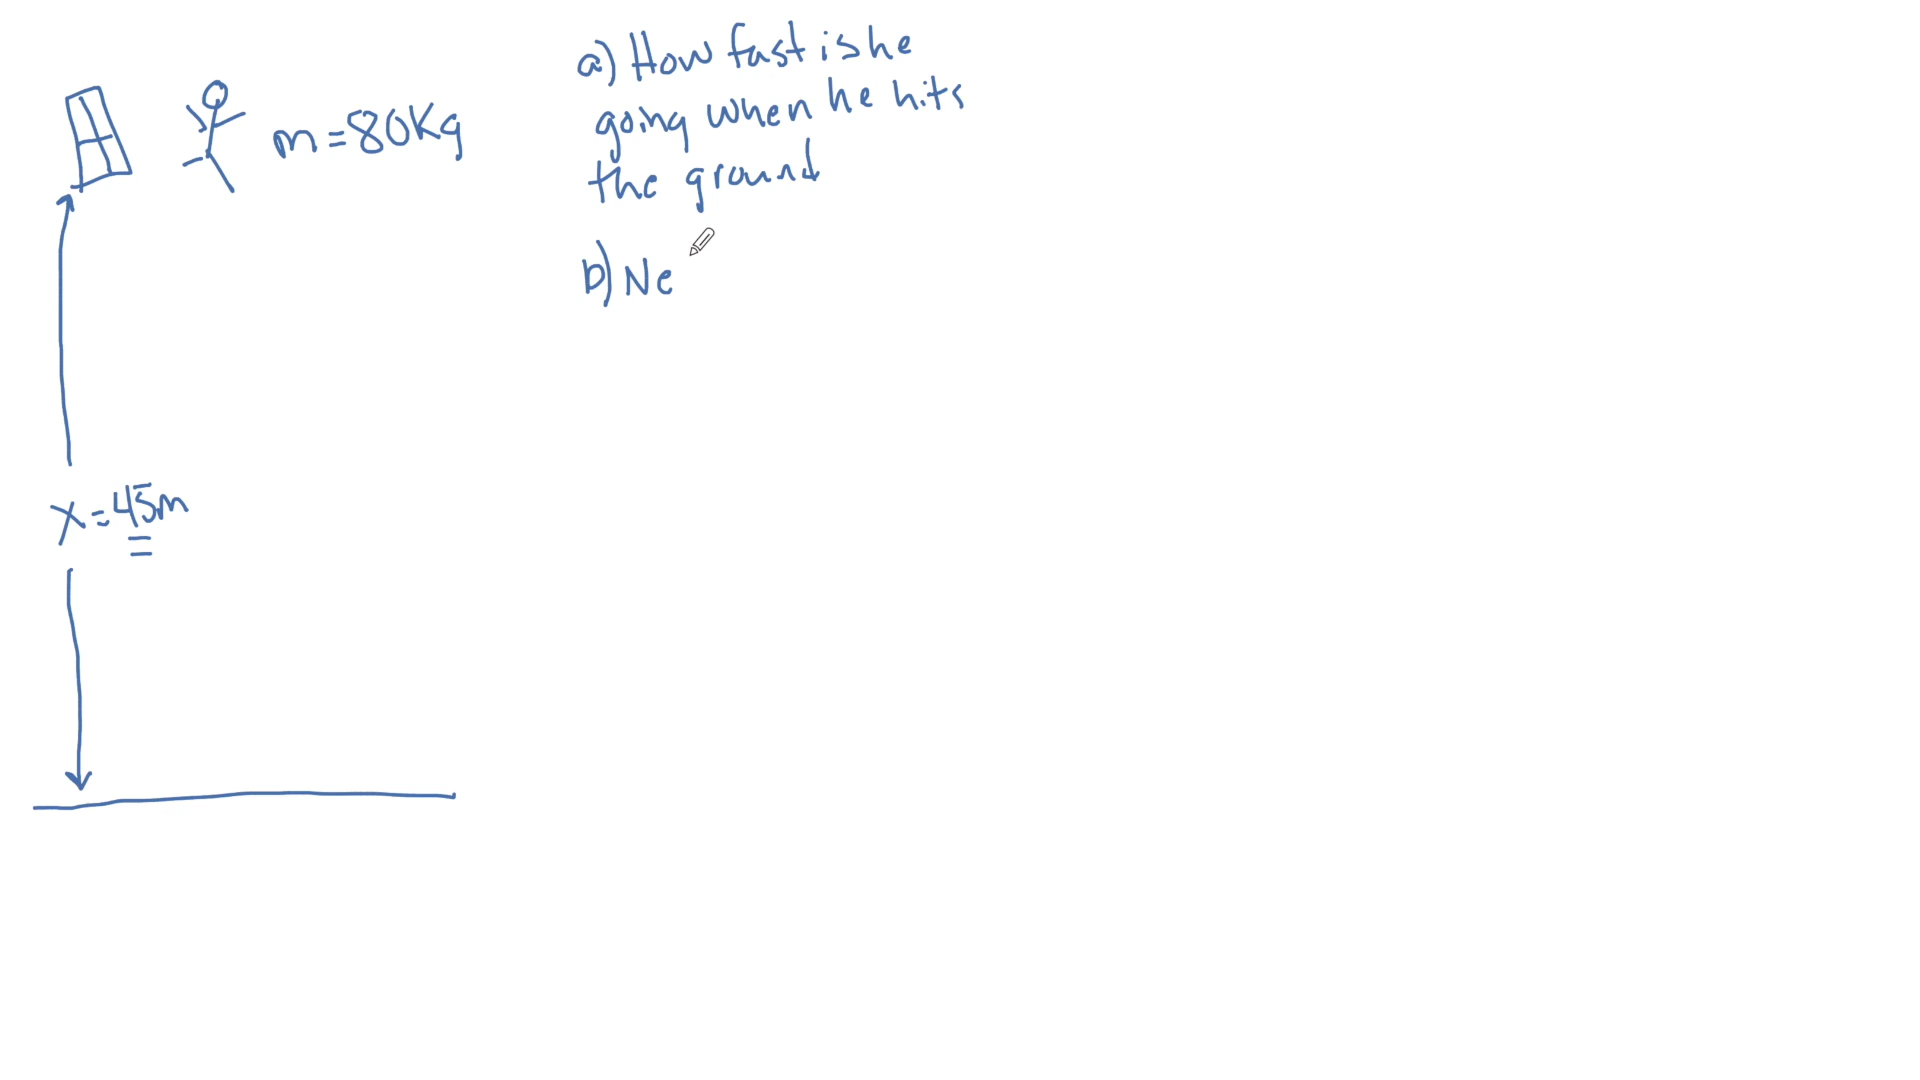 a) How fast is he
going when he hits
m=80Kg
the ground
b) Ne
x=45m